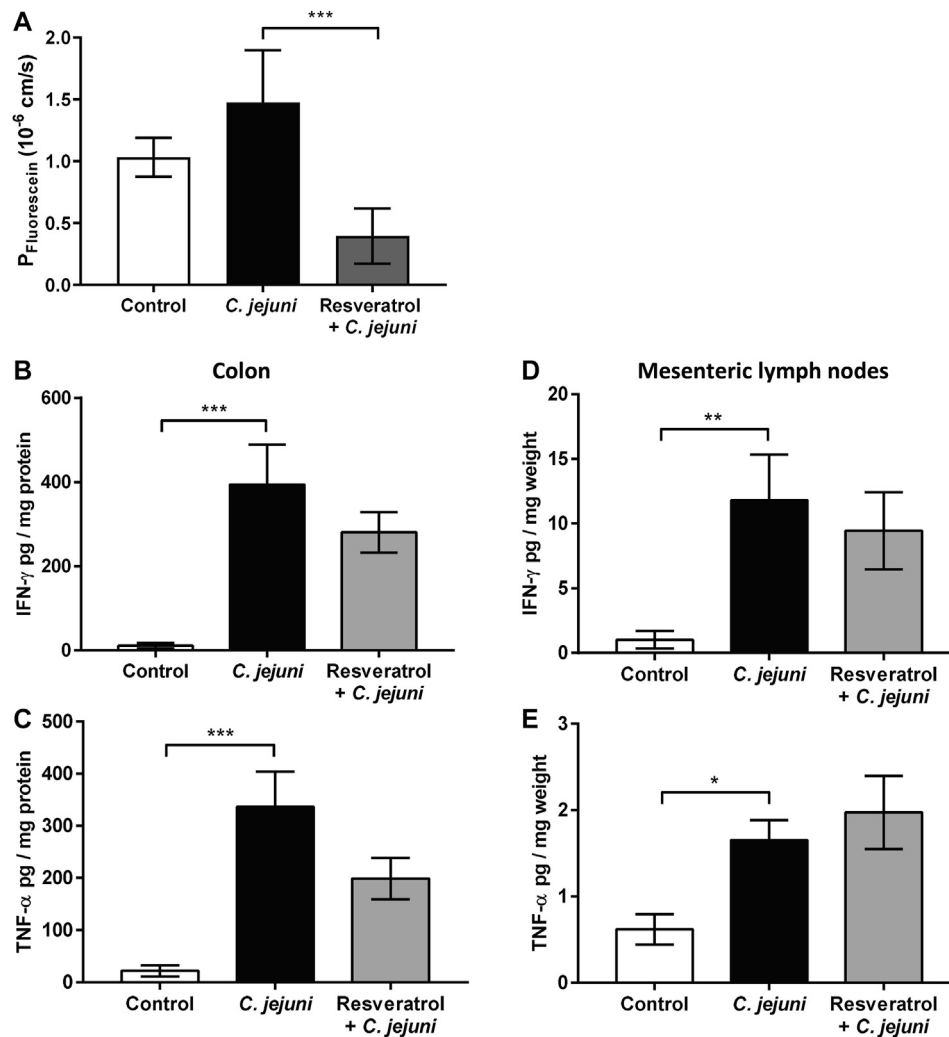 A
***
P_Fluorescein (10⁻⁶ cm/s)
2.0
1.5
1.0
0.5
0.0
Control
C. jejuni
Resveratrol
+ C. jejuni
B
Colon
IFN-γ pg / mg protein
600
400
200
0
***
Control
C. jejuni
Resveratrol
+ C. jejuni
D
Mesenteric lymph nodes
IFN-γ pg / mg weight
20
15
10
5
0
**
Control
C. jejuni
Resveratrol
+ C. jejuni
C
TNF-α pg / mg protein
500
400
300
200
100
0
***
Control
C. jejuni
Resveratrol
+ C. jejuni
E
TNF-α pg / mg weight
3
2
1
0
*
Control
C. jejuni
Resveratrol
+ C. jejuni